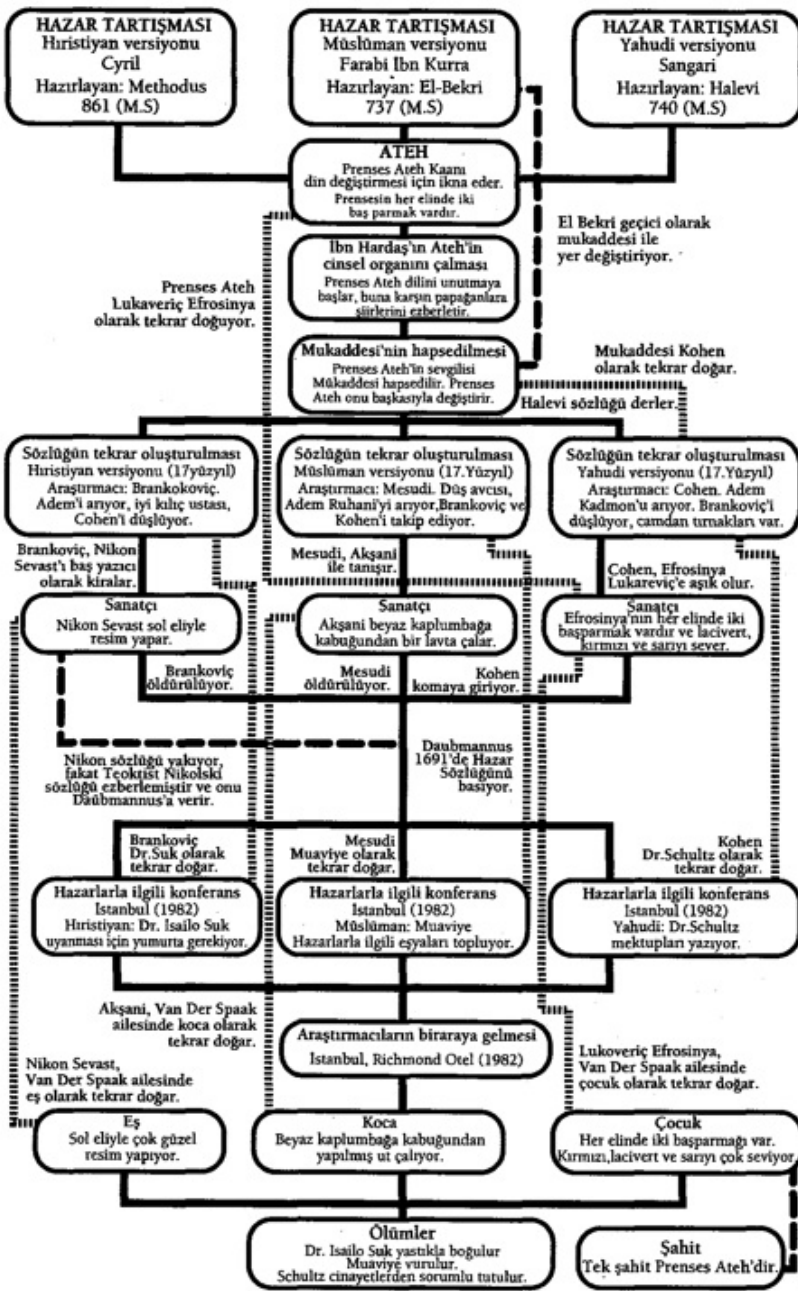 HAZAR TARTIŞMASI
Hıristiyan versiyonu
Cyril
Hazırlayan: Methodus
861 (M.S)
HAZAR TARTIŞMASI
Müslüman versiyonu
Farabi Ibn Kurra
Hazırlayan: El-Bekri
737 (M.S)
HAZAR TARTIŞMASI
Yahudi versiyonu
Sangari
Hazırlayan: Halevi
740 (M.S)
ATEH
Prenses Ateh Kaanı
din değiştirmesi için ikna eder.
Prensesin her elinde iki
baş parmak vardır.
El Bekri geçici olarak
mukaddesi ile
yer değiştiriyor.
Prenses Ateh
Lukaveriç Efrosinya
olarak tekrar doğuyor.
İbn Hardaş'ın Ateh'in
cinsel organını çalması
Prenses Ateh dilini unutmaya
başlar, buna karşın papağanlara
şiirlerini ezberletir.
Mukaddesi'nin hapsedilmesi
Prenses Ateh'in sevgilisi
Mükaddesi hapsedilir. Prenses
Ateh onu başkasıyla değiştirir.
Mukaddesi Kohen
olarak tekrar doğar.
Halevi sözlüğü derler.
Sözlüğün tekrar oluşturulması
Hıristiyan versiyonu (17yüzyıl)
Araştırmacı: Brankokoviç.
Adem'i arıyor, iyi kılıç ustası,
Cohen'i düşlüyor.
Sözlüğün tekrar oluşturulması
Müslüman versiyonu (17.Yüzyıl)
Araştırmacı: Mesudi. Düş avcısı,
Adem Ruhani'yi arıyor,Brankoviç ve
Kohen'i takip ediyor.
Sözlüğün tekrar oluşturulması
Yahudi versiyonu (17.Yüzyıl)
Araştırmacı: Cohen. Adem
Kadmon'u arıyor. Brankoviç'i
düşlüyor, camdan tırnakları var.
Brankoviç, Nikon
Sevast'ı baş yazıcı
olarak kiralar.
Mesudi, Akşani
ile tanışır.
Cohen, Efrosinya
Lukareviç'e aşık olur.
Sanatçı
Nikon Sevast sol eliyle
resim yapar.
Sanatçı
Akşani beyaz kaplumbağa
kabuğundan bir lavta çalar.
Sanatçı
Efrosinya'nın her elinde iki
başparmak vardır ve lacivert,
kırmızı ve sarıyı sever.
Brankoviç
öldürülüyor.
Mesudi
öldürülüyor.
Kohen
komaya giriyor.
Nikon sözlüğü yakıyor,
fakat Teoktist Nikolski
sözlüğü ezberlemiştir ve onu
Daubmannus'a verir.
Daubmannus
1691'de Hazar
Sözlüğünü
basıyor.
Brankoviç
Dr.Suk olarak
tekrar doğar.
Mesudi
Muaviye olarak
tekrar doğar.
Kohen
Dr.Schultz olarak
tekrar doğar.
Hazarlarla ilgili konferans
İstanbul (1982)
Hıristiyan: Dr. Isailo Suk
uyanması için yumurta gerekiyor.
Hazarlarla ilgili konferans
İstanbul (1982)
Müslüman: Muaviye
Hazarlarla ilgili eşyaları topluyor.
Hazarlarla ilgili konferans
İstanbul (1982)
Yahudi: Dr.Schultz
mektupları yazıyor.
Akşani, Van Der Spaak
ailesinde koca olarak
tekrar doğar.
Araştırmacıların biraraya gelmesi
İstanbul, Richmond Otel (1982)
Nikon Sevast,
Van Der Spaak ailesinde
eş olarak tekrar doğar.
Lukoveriç Efrosinya,
Van Der Spaak ailesinde
çocuk olarak tekrar doğar.
Eş
Sol eliyle çok güzel
resim yapıyor.
Koca
Beyaz kaplumbağa kabuğundan
yapılmış ut çalıyor.
Çocuk
Her elinde iki başparmağı var.
Kırmızı,lacivert ve sarıyı çok seviyor
Ölümler
Dr. Isailo Suk yastıkla boğulur
Muaviye vurulur.
Schultz cinayetlerden sorumlu tutulur.
Şahit
Tek şahit Prenses Ateh'dir.